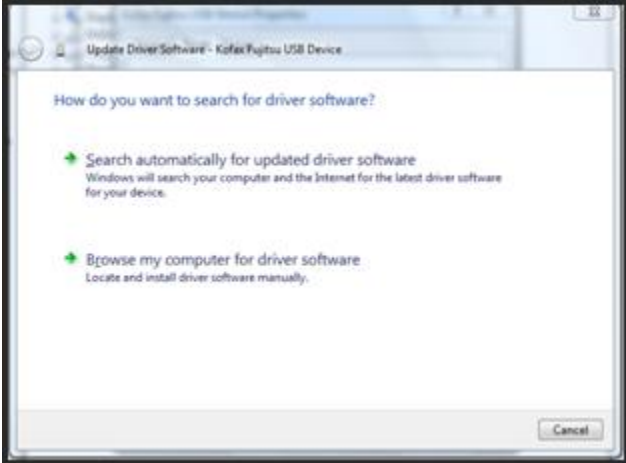 Update Driver Software - Kofax Fujitsu USB Device
How do you want to search for driver software?
Search automatically for updated driver software
Windows will search your computer and the Internet for the latest driver software
for your device.
Browse my computer for driver software
Locate and install driver software manually.
Cancel